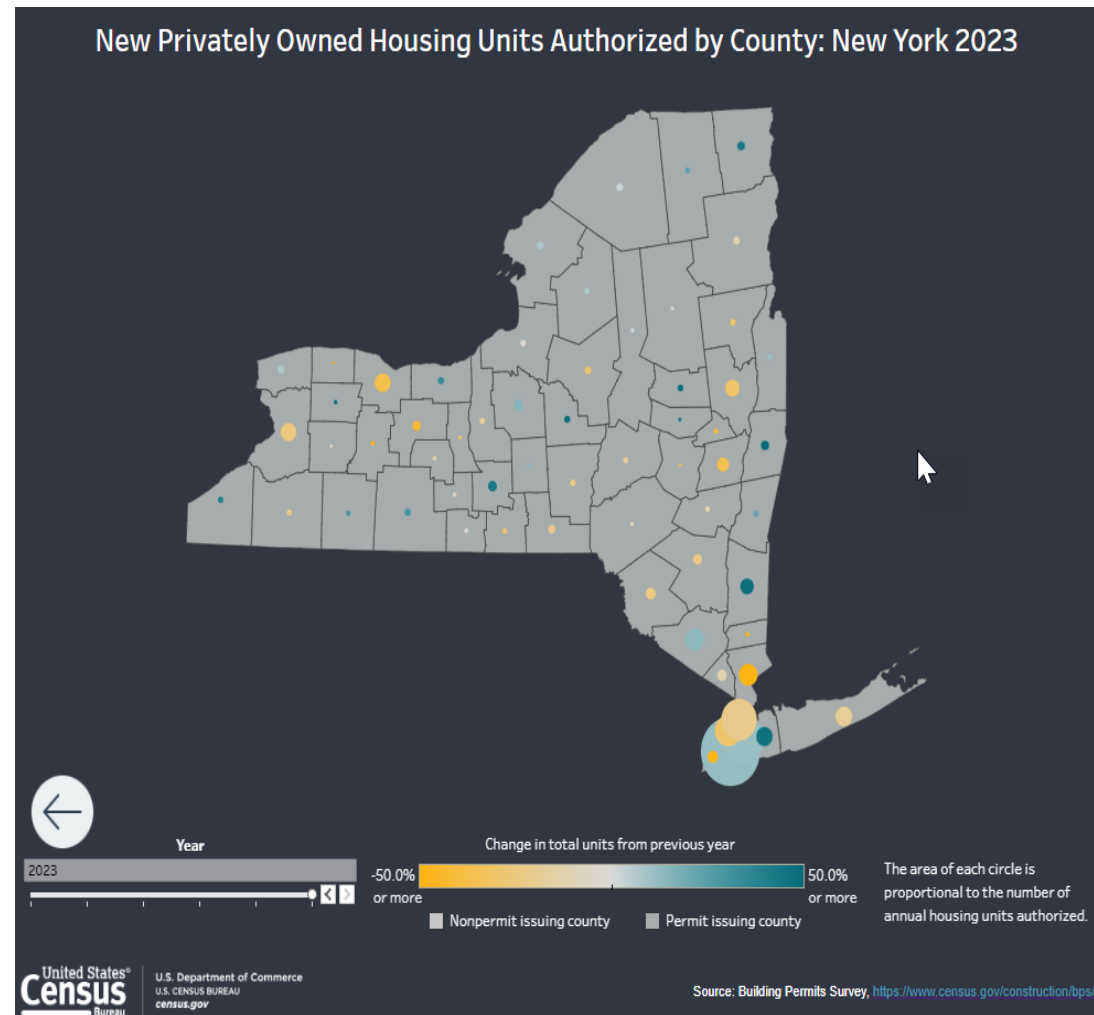 New Privately Owned Housing Units Authorized by County: New York 2023
Year
2023
Change in total units from previous year
-50.0%
or more
50.0%
or more
Nonpermit issuing county
Permit issuing county
The area of each circle is
proportional to the number of
annual housing units authorized.
United States®
Census
Bureau
U.S. Department of Commerce
U.S. CENSUS BUREAU
census.gov
Source: Building Permits Survey, https://www.census.gov/construction/bps/